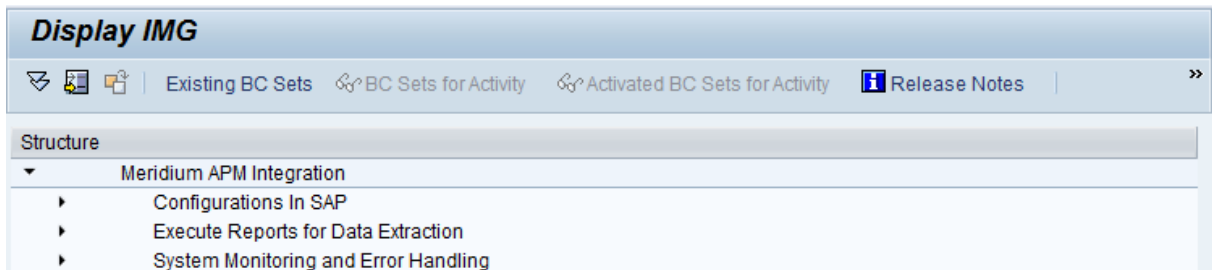 Display IMG
Existing BC Sets BC Sets for Activity Activated BC Sets for Activity Release Notes
Structure
Meridium APM Integration
Configurations In SAP
Execute Reports for Data Extraction
System Monitoring and Error Handling